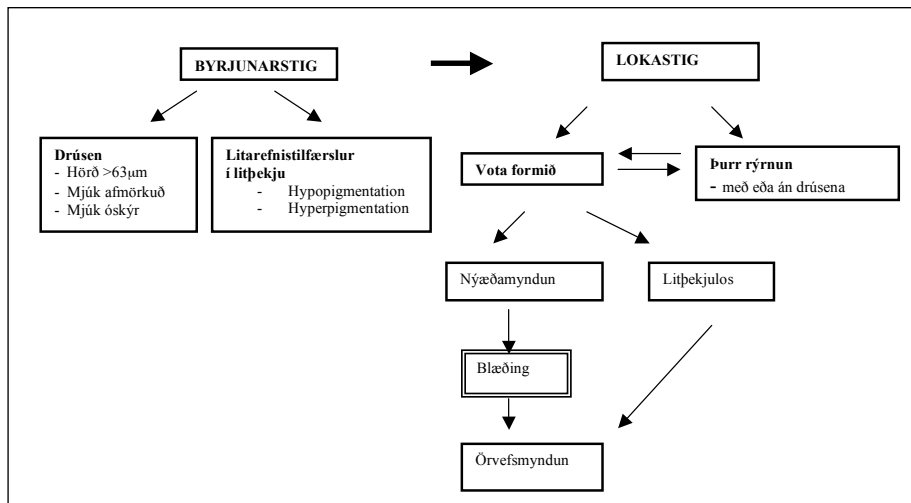 BYRJUNARSTIG
LOKASTIG
Drúsen
- Hörð >63μm
- Mjúk afmörkuð
- Mjúk óskýr
Litarefnistilfærslur
í litþekju
- Hypopigmentation
- Hyperpigmentation
Vota formið
Þurr rýrnun
- með eða án drúsena
Nýæðamyndun
Litþekjulos
Blæðing
Örvefsmyndun